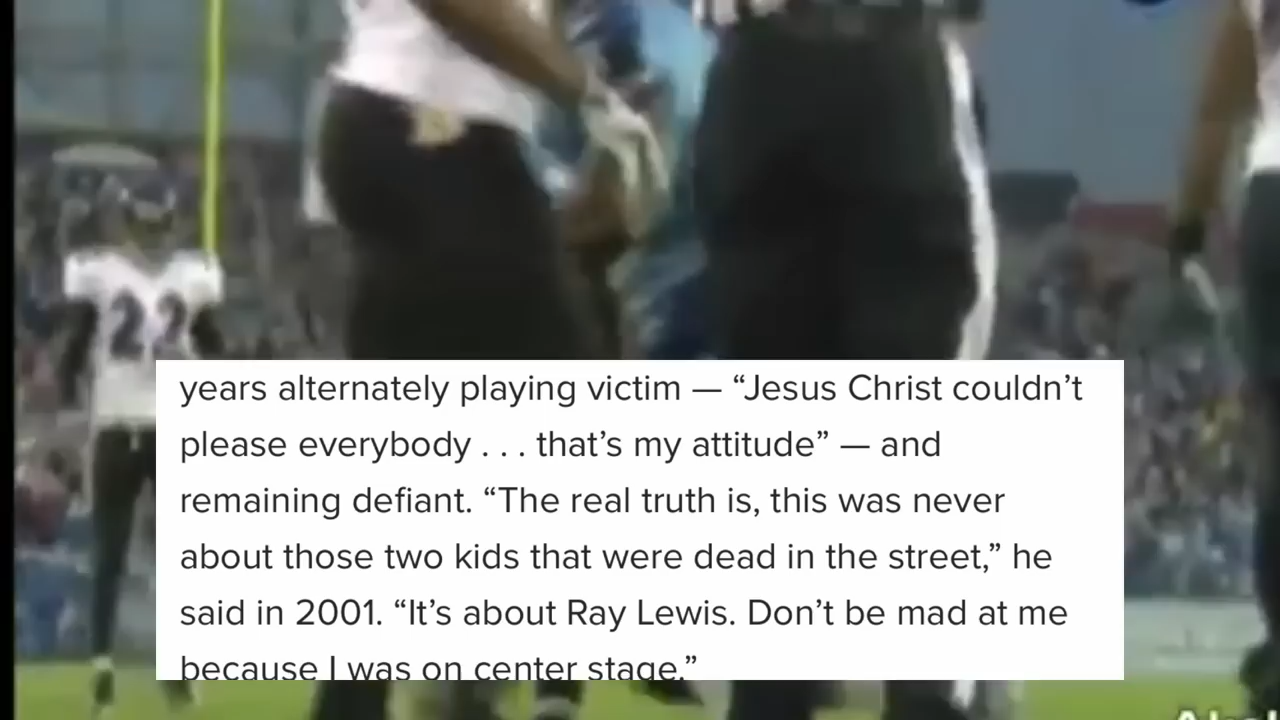 22
years alternately playing victim — “Jesus Christ couldn’t
please everybody . . . that’s my attitude” — and
remaining defiant. “The real truth is, this was never
about those two kids that were dead in the street,” he
said in 2001. “It’s about Ray Lewis. Don’t be mad at me
because I was on center stage.”